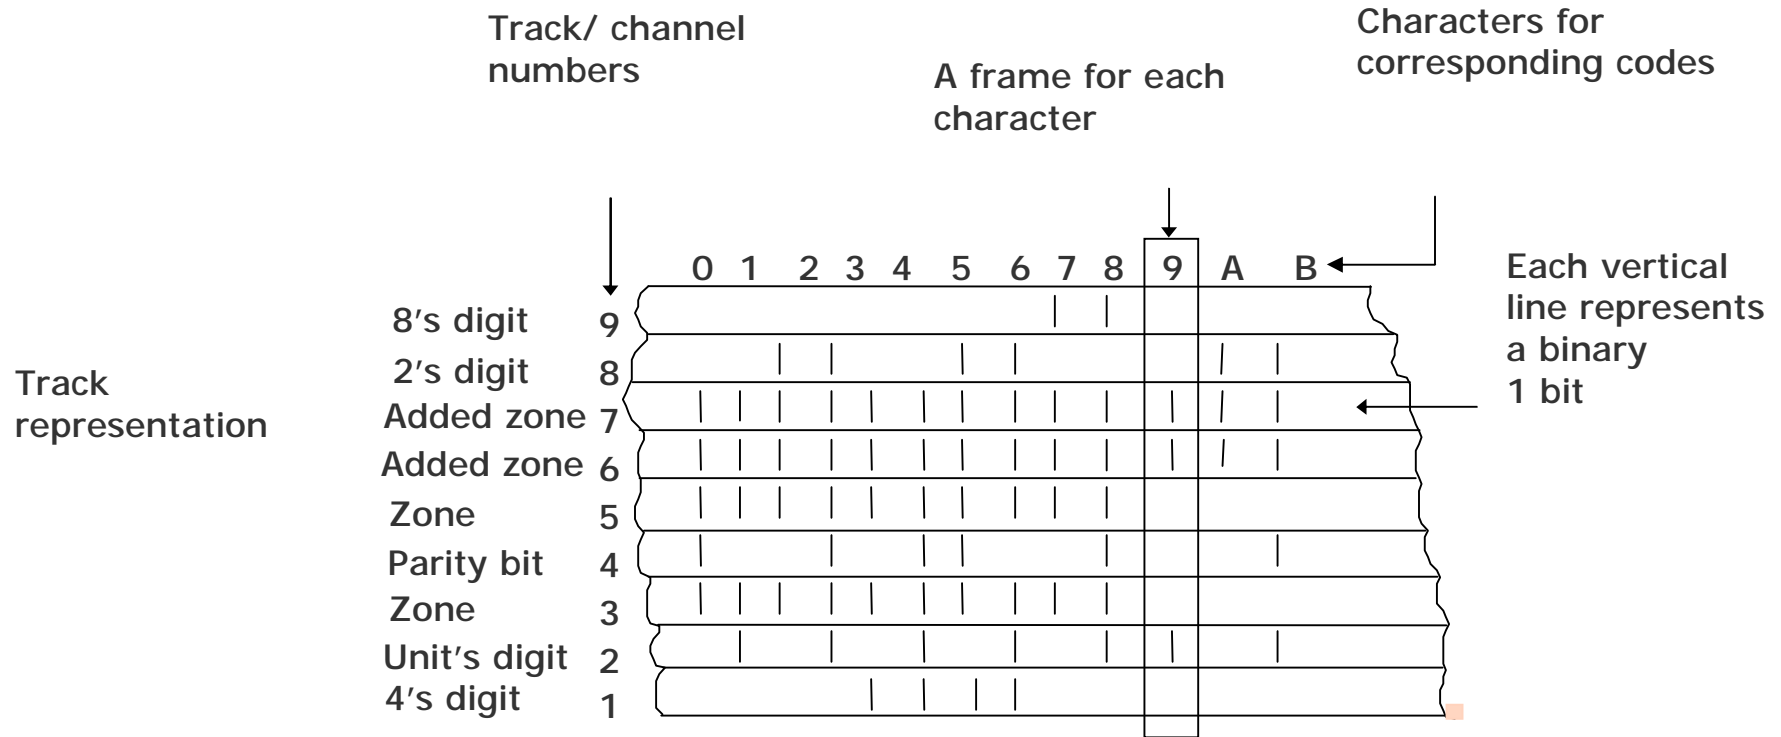 Track/ channel
numbers
A frame for each
character
Characters for
corresponding codes
0 1 2 3 4 5 6 7 8 9 A B
Each vertical
line represents
a binary
1 bit
Track
representation
8's digit 9
2's digit 8
Added zone 7
Added zone 6
Zone 5
Parity bit 4
Zone 3
Unit's digit 2
4's digit 1